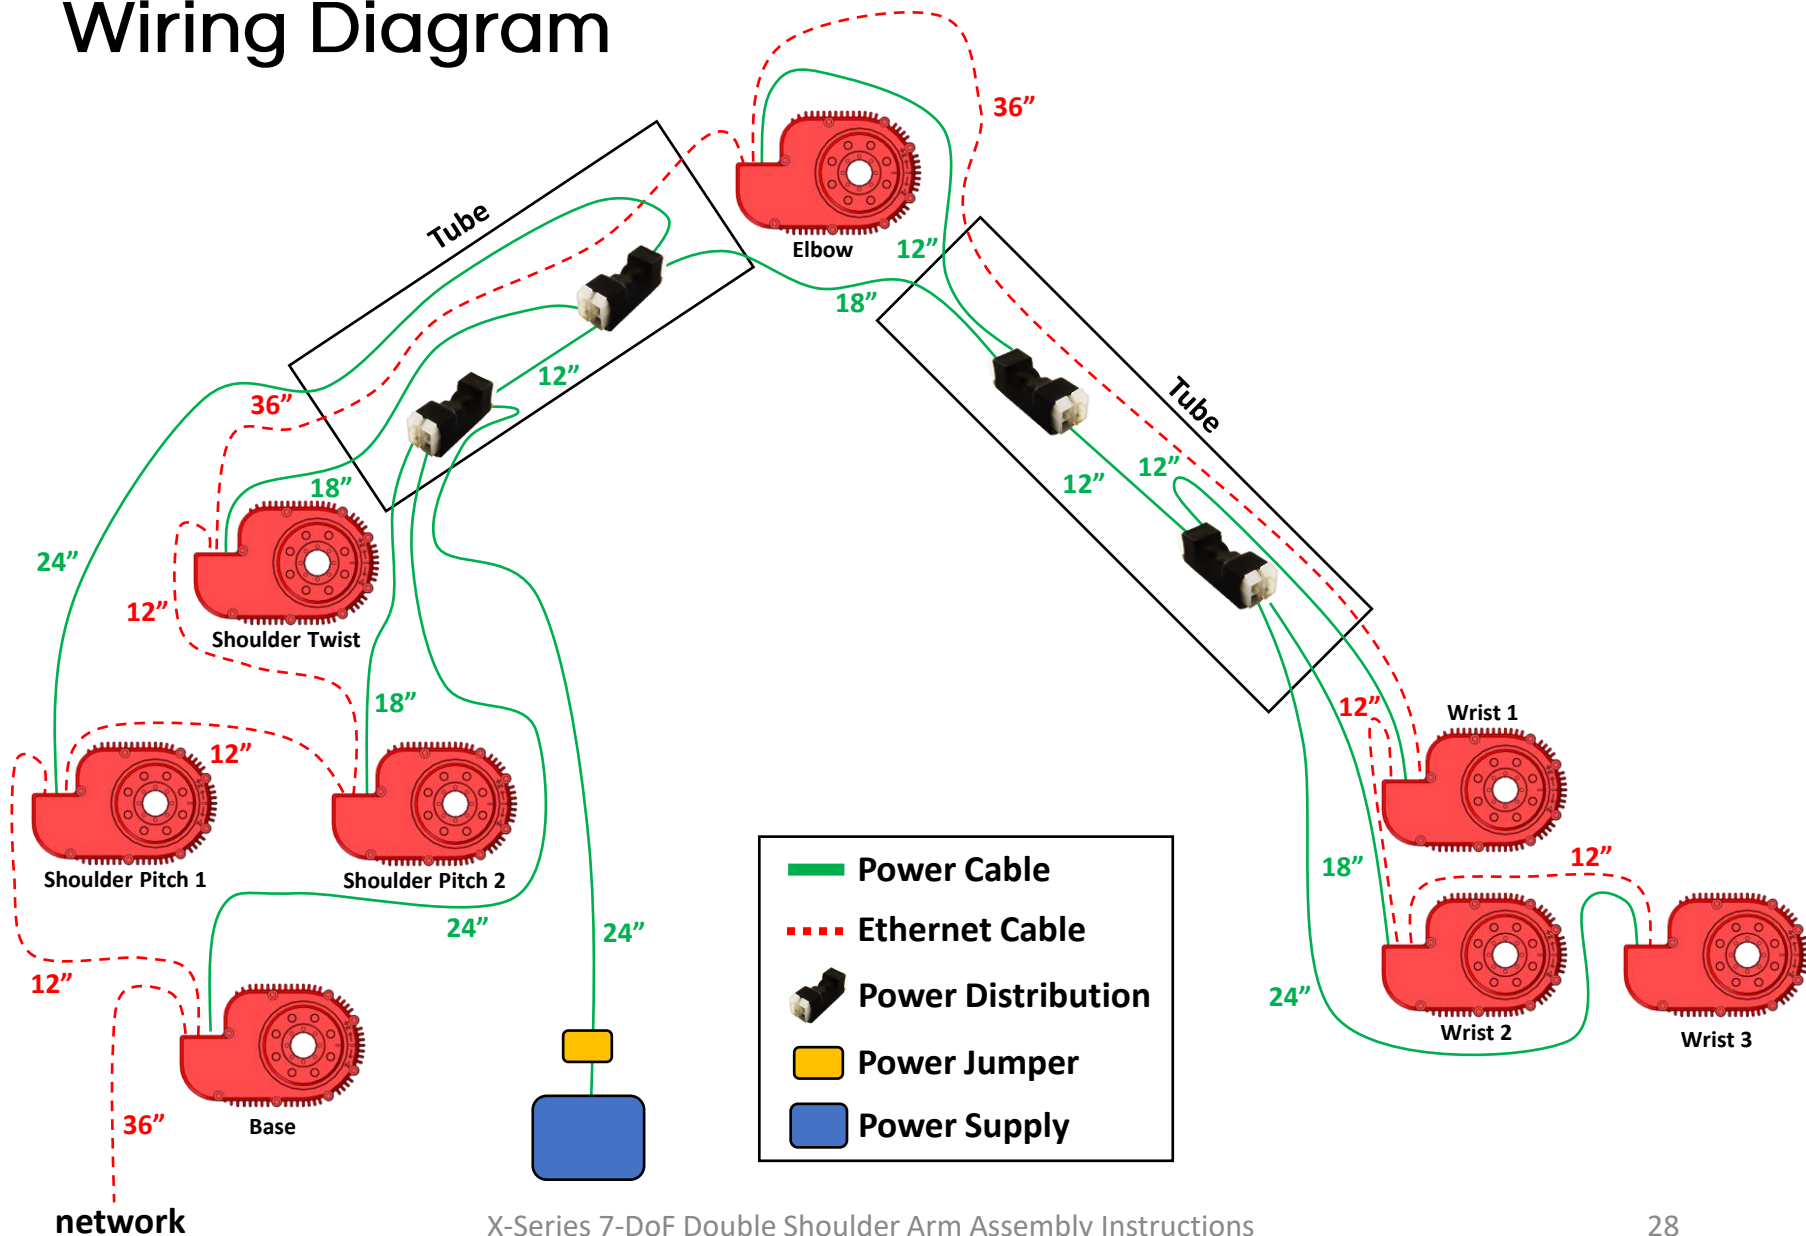 Wiring Diagram
36”
Tube
Elbow
12”
18”
12”
36”
Tube
18”
12”
12”
24”
12”
Shoulder Twist
18”
12”
Wrist 1
12”
Shoulder Pitch 1
Shoulder Pitch 2
18”
12”
24”
24”
12”
24”
Wrist 2
Wrist 3
Base
36”
network
Power Cable
Ethernet Cable
Power Distribution
Power Jumper
Power Supply
X-Series 7-DoF Double Shoulder Arm Assembly Instructions
28